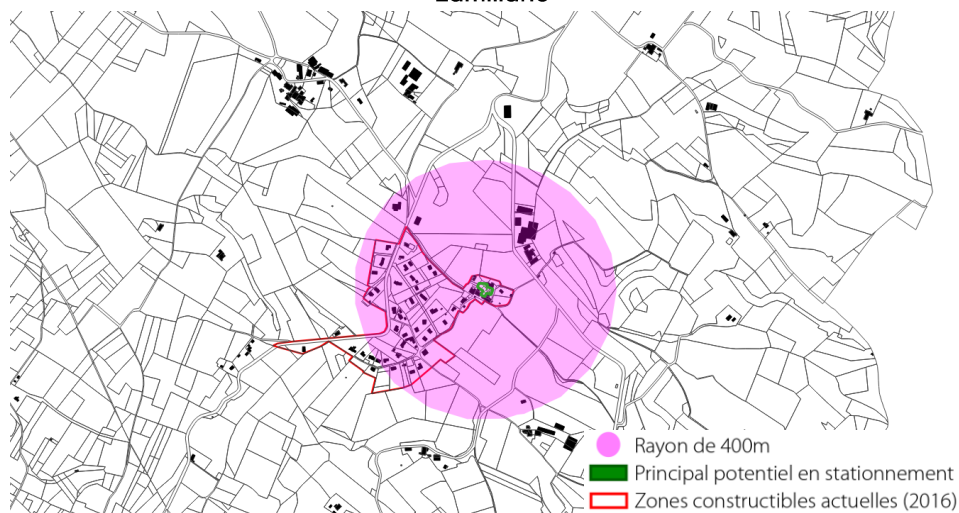 Rayon de 400m
Principal potentiel en stationnement
Zones constructibles actuelles (2016)